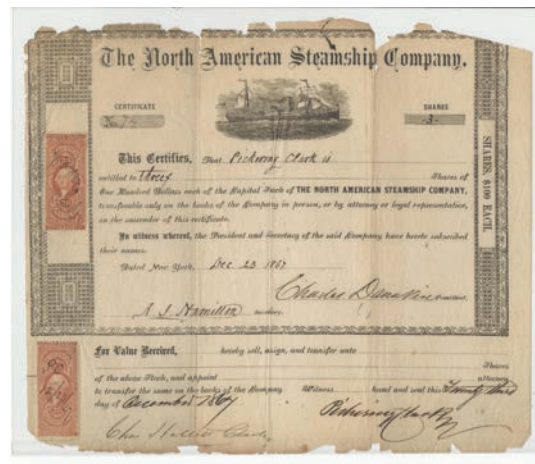 The North American Steamship Company.
CERTIFICATE
SHARES
No. 74
-3-
This Certifies, That Pickering Clark is
entitled to three Shares of
One Hundred Dollars each of the Capital Stock of THE NORTH AMERICAN STEAMSHIP COMPANY,
transferable only on the books of the Company in person, or by attorney or legal representative,
on the surrender of this certificate.
In witness whereof, the President and Secretary of the said Company have hereto subscribed
their names.
Dated New York, Dec. 23 1867
Charles Dana
A. J. Hamilton Secretary.
SHARES, $100 EACH.
For Value Received, hereby sell, assign, and transfer unto
Shares
of the above Stock, and appoint attorney
to transfer the same on the books of the Company Witness hand and seal this Twenty third
day of December 1867
Pickering Clark